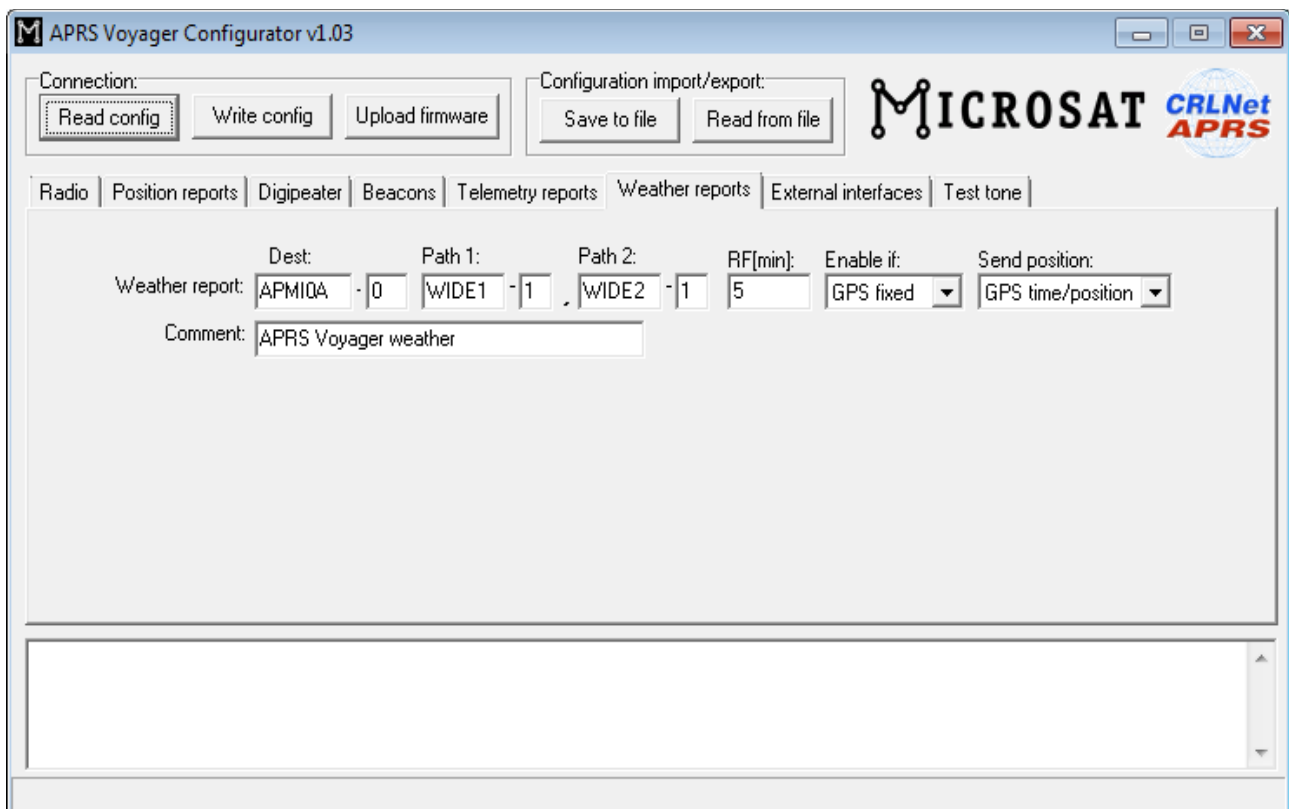 APRS Voyager Configurator v1.03
Connection:
Read config Write config Upload firmware
Configuration import/export:
Save to file Read from file
MICROSAT
CRLNet
APRS
Radio Position reports Digipeater Beacons Telemetry reports Weather reports External interfaces Test tone
Dest: Path 1: Path 2: RF[min]: Enable if: Send position:
Weather report: APMI0A - 0 WIDE1 - 1 , WIDE2 - 1 5 GPS fixed GPS time/position
Comment: APRS Voyager weather